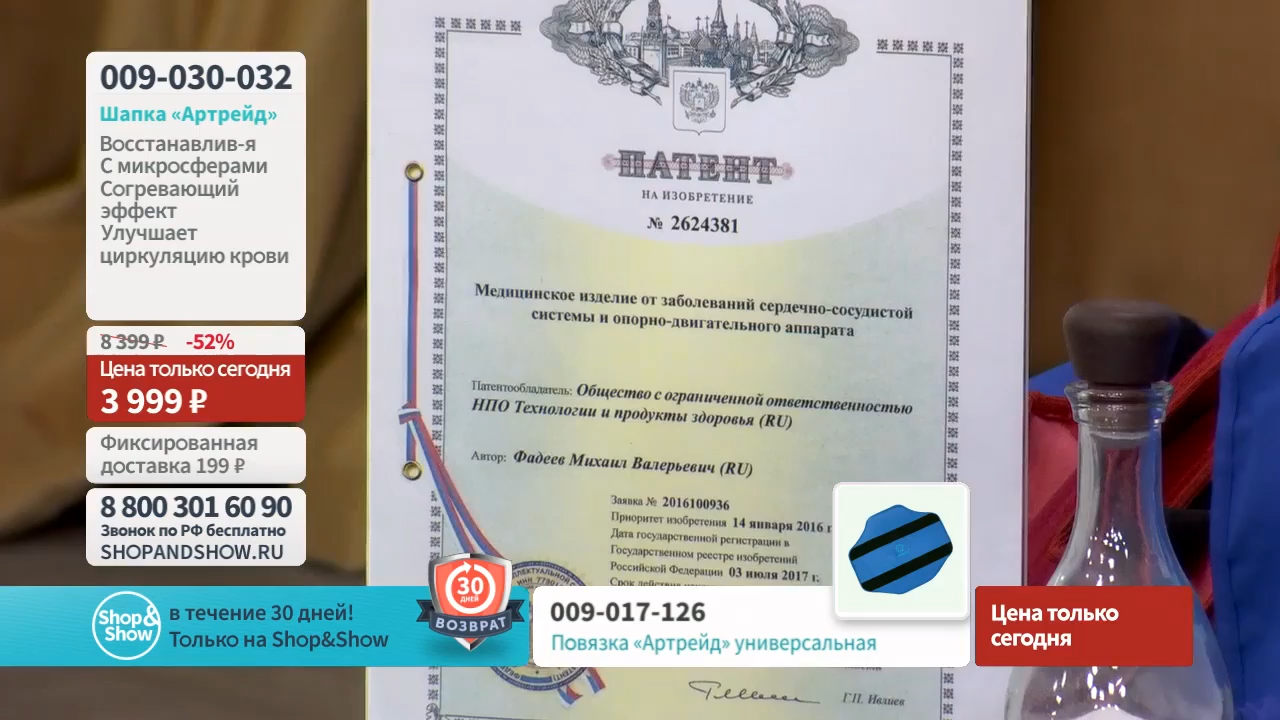 009-030-032
Шапка «Артрейд»
Восстанавлив-я
С микросферами
Согревающий
эффект
Улучшает
циркуляцию крови
8 399 ₽ -52%
Цена только сегодня
3 999 ₽
Фиксированная
доставка 199 ₽
8 800 301 60 90
Звонок по РФ бесплатно
SHOPANDSHOW.RU
ПАТЕНТ
НА ИЗОБРЕТЕНИЕ
№ 2624381
Медицинское изделие от заболеваний сердечно-сосудистой
системы и опорно-двигательного аппарата
Патентообладатель: Общество с ограниченной ответственностью
НПО Технологии и продукты здоровья (RU)
Автор: Фадеев Михаил Валерьевич (RU)
Заявка № 2016100936
Приоритет изобретения 14 января 2016 г
Дата государственной регистрации в
Государственном реестре изобретений
Российской Федерации 03 июля 2017 г.
Срок действия
Г.П. Ивлиев
Shop&
Show
в течение 30 дней!
Только на Shop&Show
30
ДНЕЙ
ВОЗВРАТ
009-017-126
Повязка «Артрейд» универсальная
Цена только
сегодня